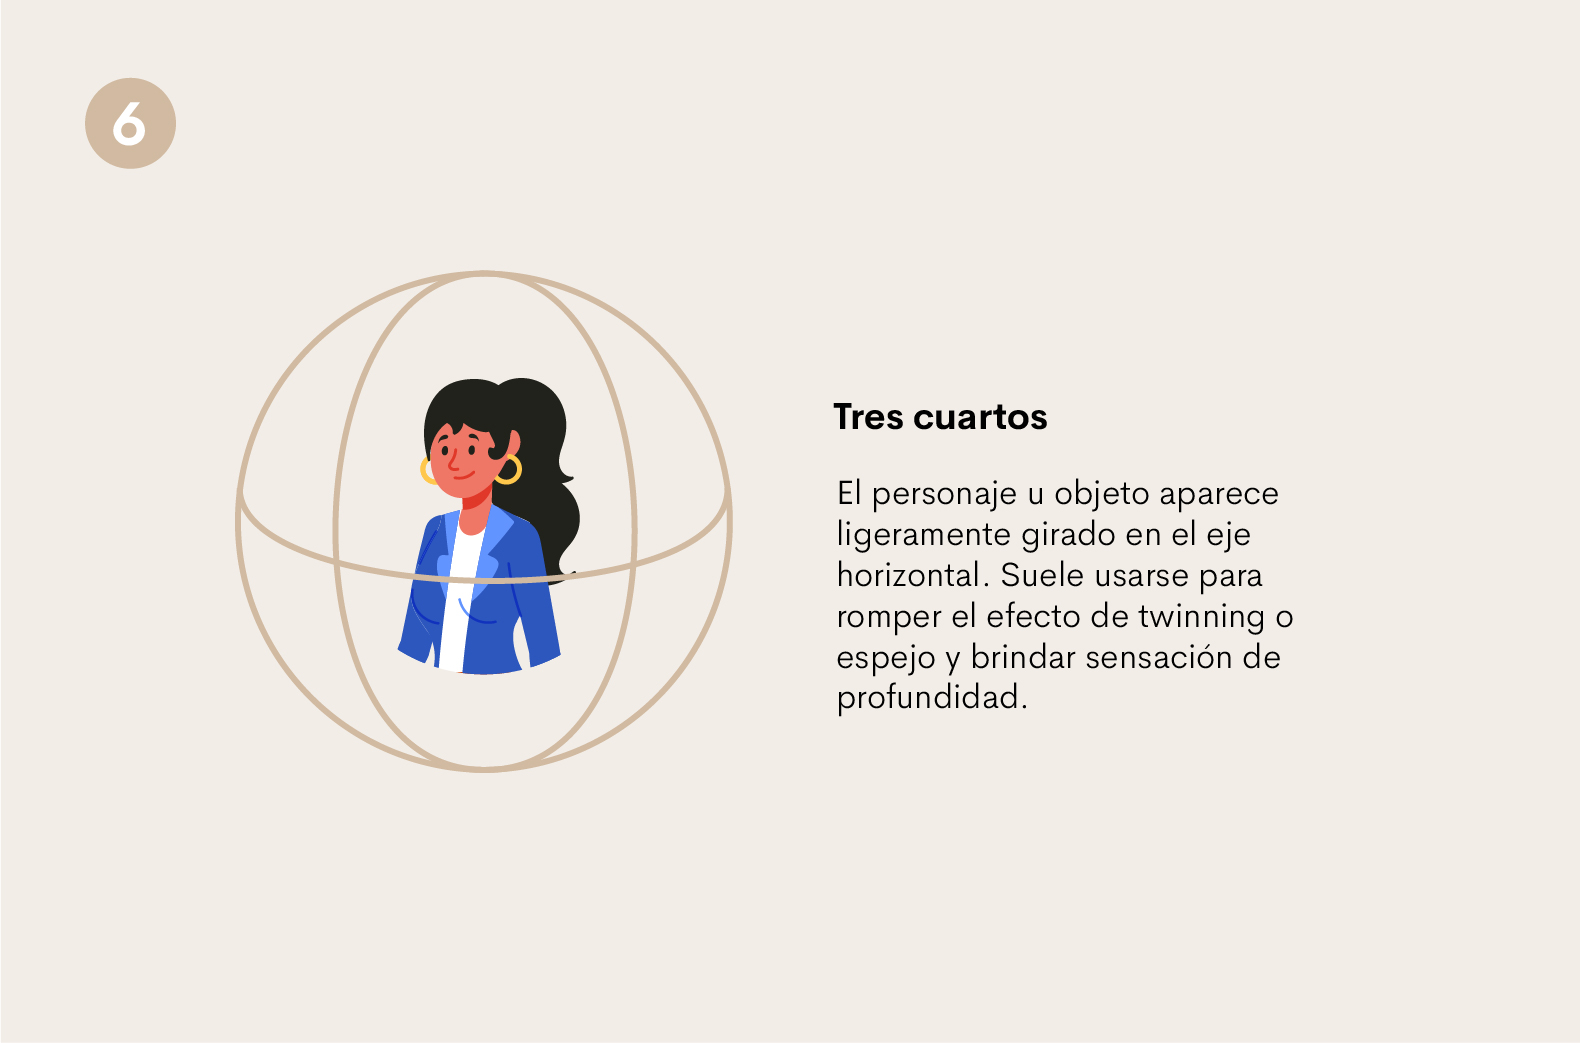 6
Tres cuartos
El personaje u objeto aparece
ligeramente girado en el eje
horizontal. Suele usarse para
romper el efecto de twinning o
espejo y brindar sensación de
profundidad.